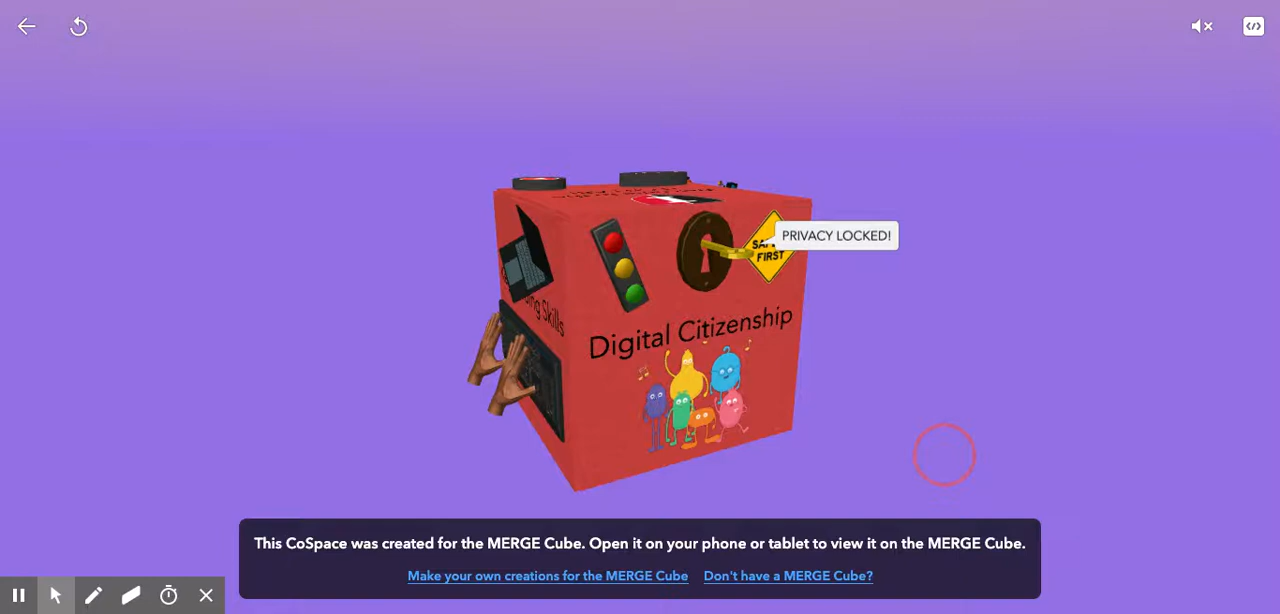 PRIVACY LOCKED!
FIRST
Digital Citizenship
Skills
This CoSpace was created for the MERGE Cube. Open it on your phone or tablet to view it on the MERGE Cube.
Make your own creations for the MERGE Cube Don't have a MERGE Cube?